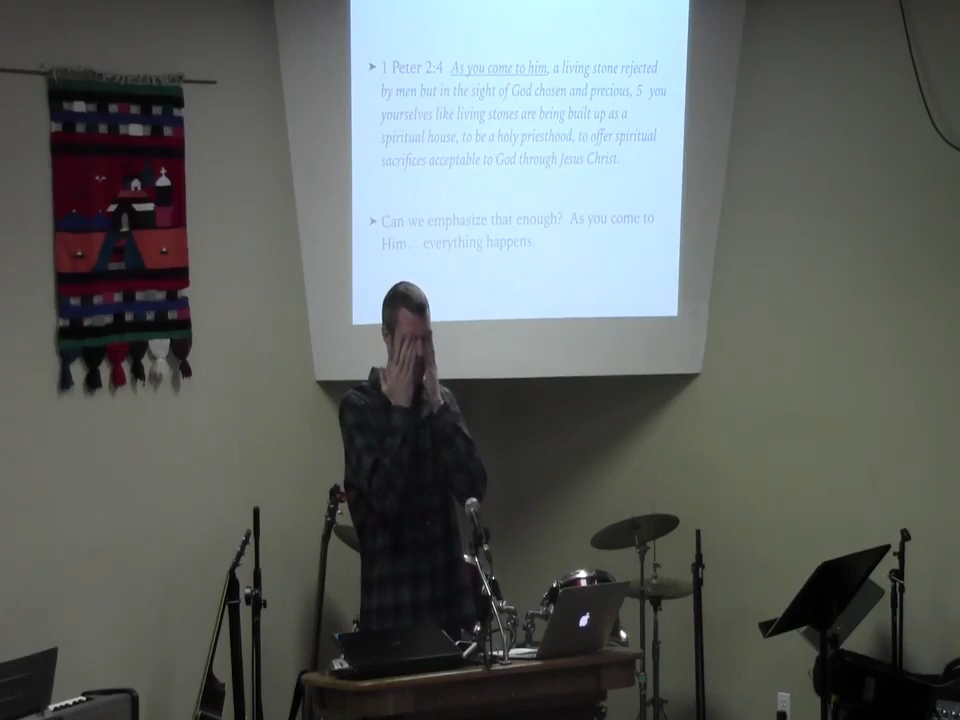 ➤ 1 Peter 2:4 As you come to him, a living stone rejected
by men but in the sight of God chosen and precious, 5 you
yourselves like living stones are being built up as a
spiritual house, to be a holy priesthood, to offer spiritual
sacrifices acceptable to God through Jesus Christ.
➤ Can we emphasize that enough? As you come to
Him... everything happens.